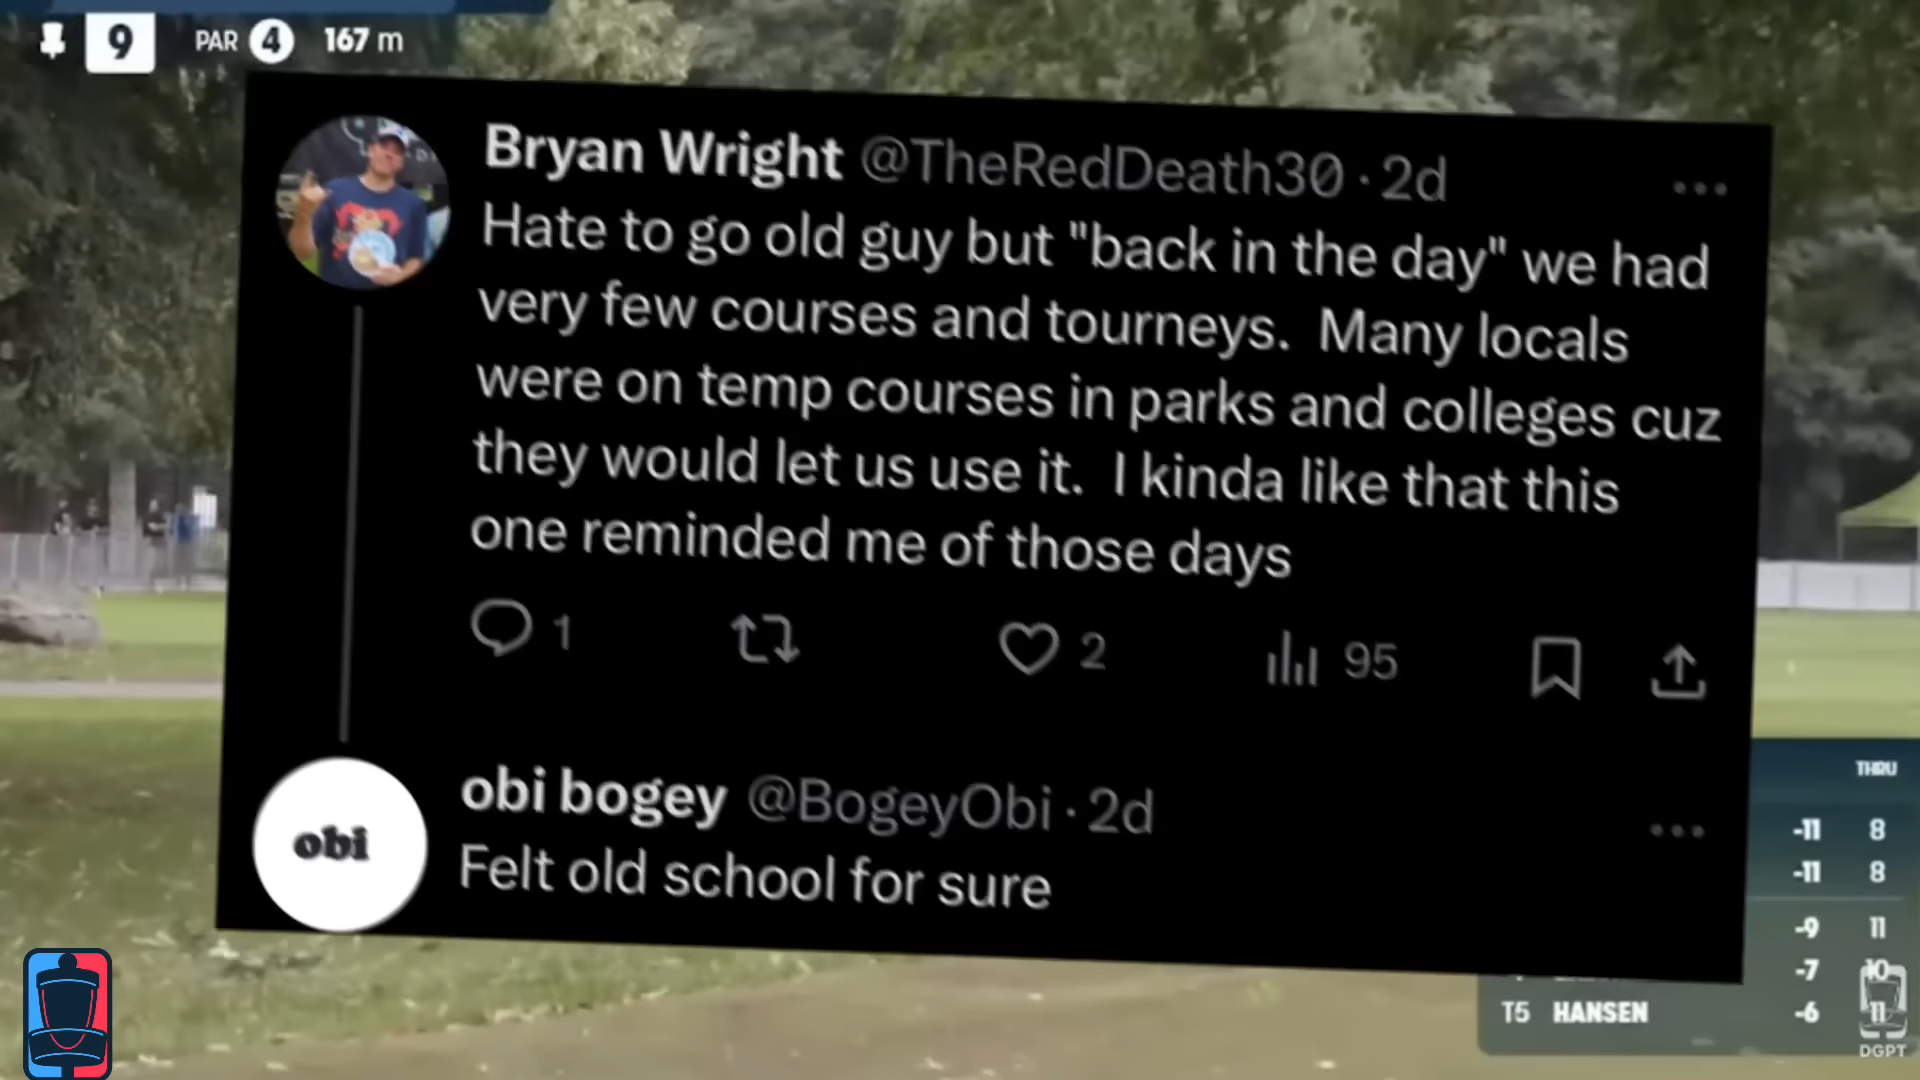 9 PAR 4 167 m
Bryan Wright @TheRedDeath30 · 2d
Hate to go old guy but "back in the day" we had
very few courses and tourneys. Many locals
were on temp courses in parks and colleges cuz
they would let us use it. I kinda like that this
one reminded me of those days
1 2 95
obi bogey @BogeyObi · 2d
obi
Felt old school for sure
THRU
-11 8
-11 8
-9 11
-7 10
T5 HANSEN -6 11
DGPT